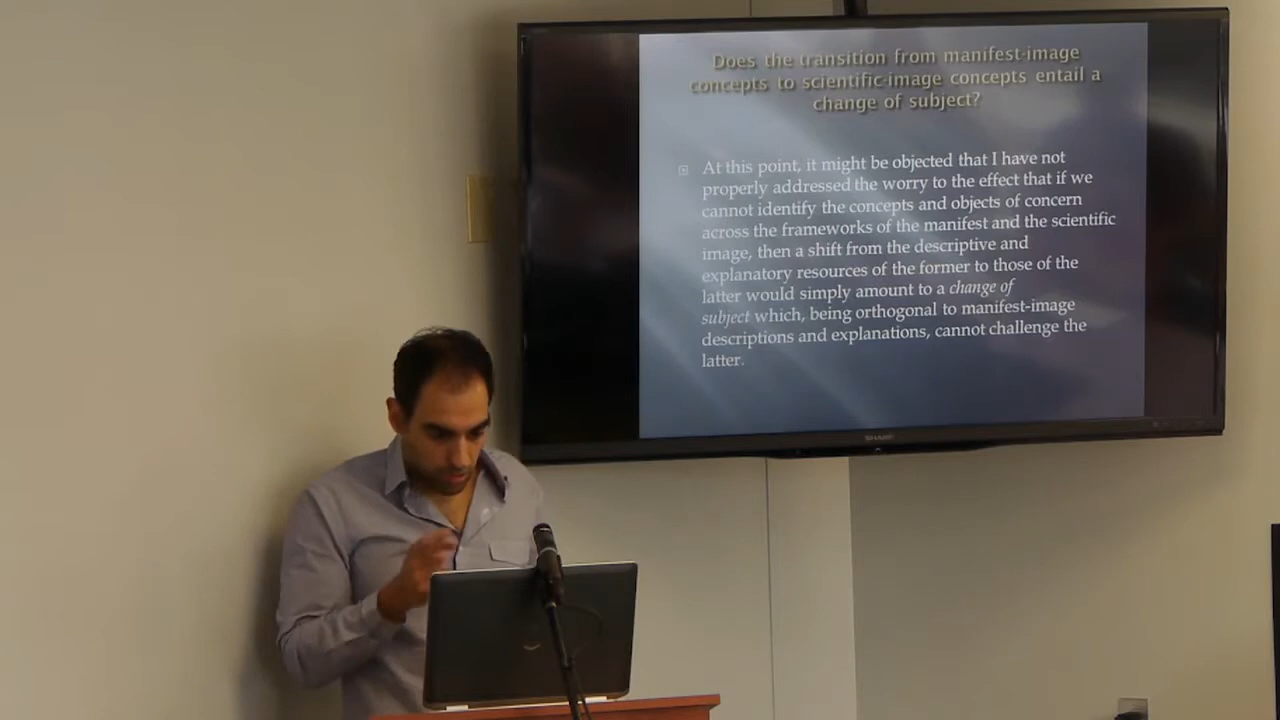 Does the transition from manifest-image
concepts to scientific-image concepts entail a
change of subject?
At this point, it might be objected that I have not
properly addressed the worry to the effect that if we
cannot identify the concepts and objects of concern
across the frameworks of the manifest and the scientific
image, then a shift from the descriptive and
explanatory resources of the former to those of the
latter would simply amount to a change of
subject which, being orthogonal to manifest-image
descriptions and explanations, cannot challenge the
latter.
SHARP